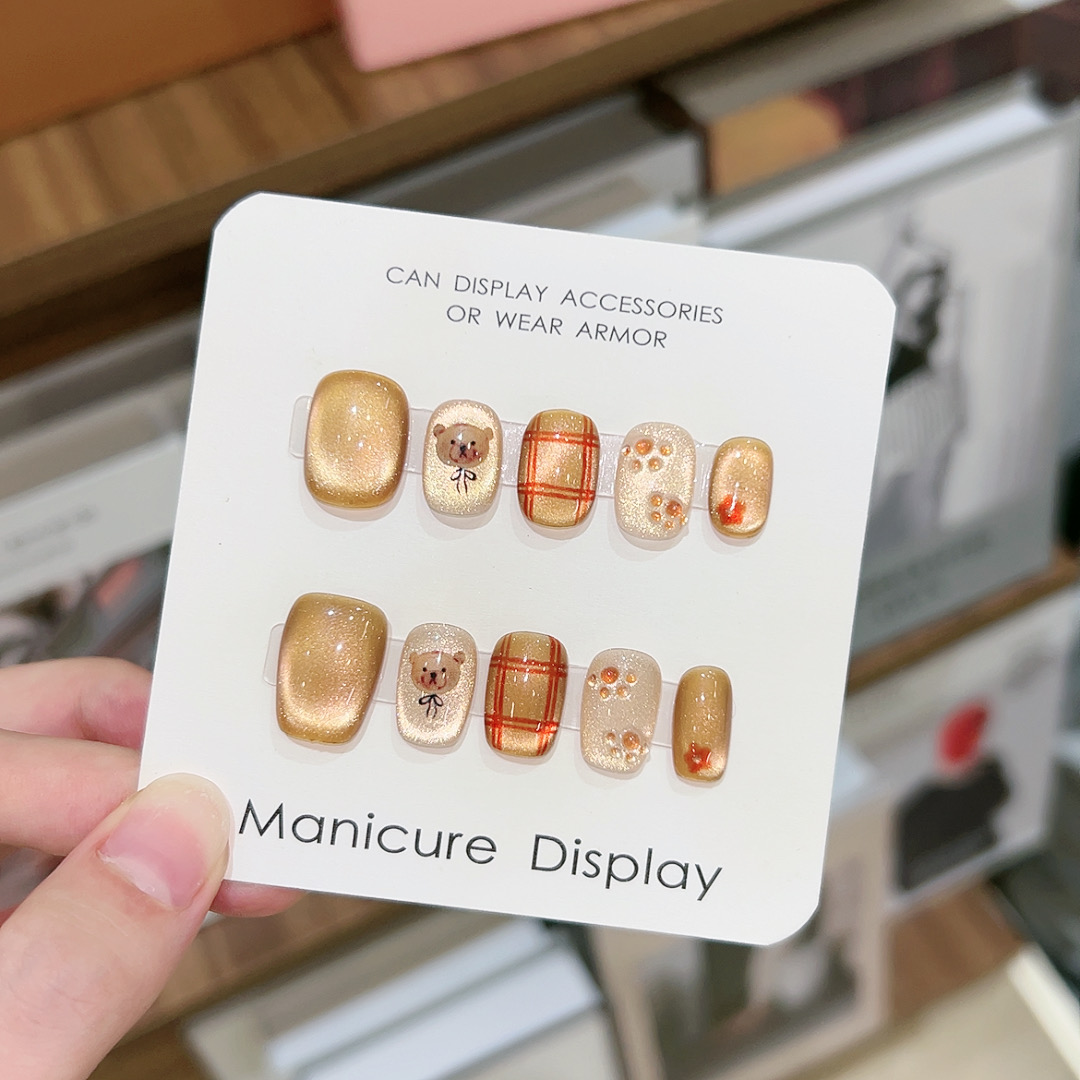 CAN DISPLAY ACCESSORIES
OR WEAR ARMOR
Manicure Display